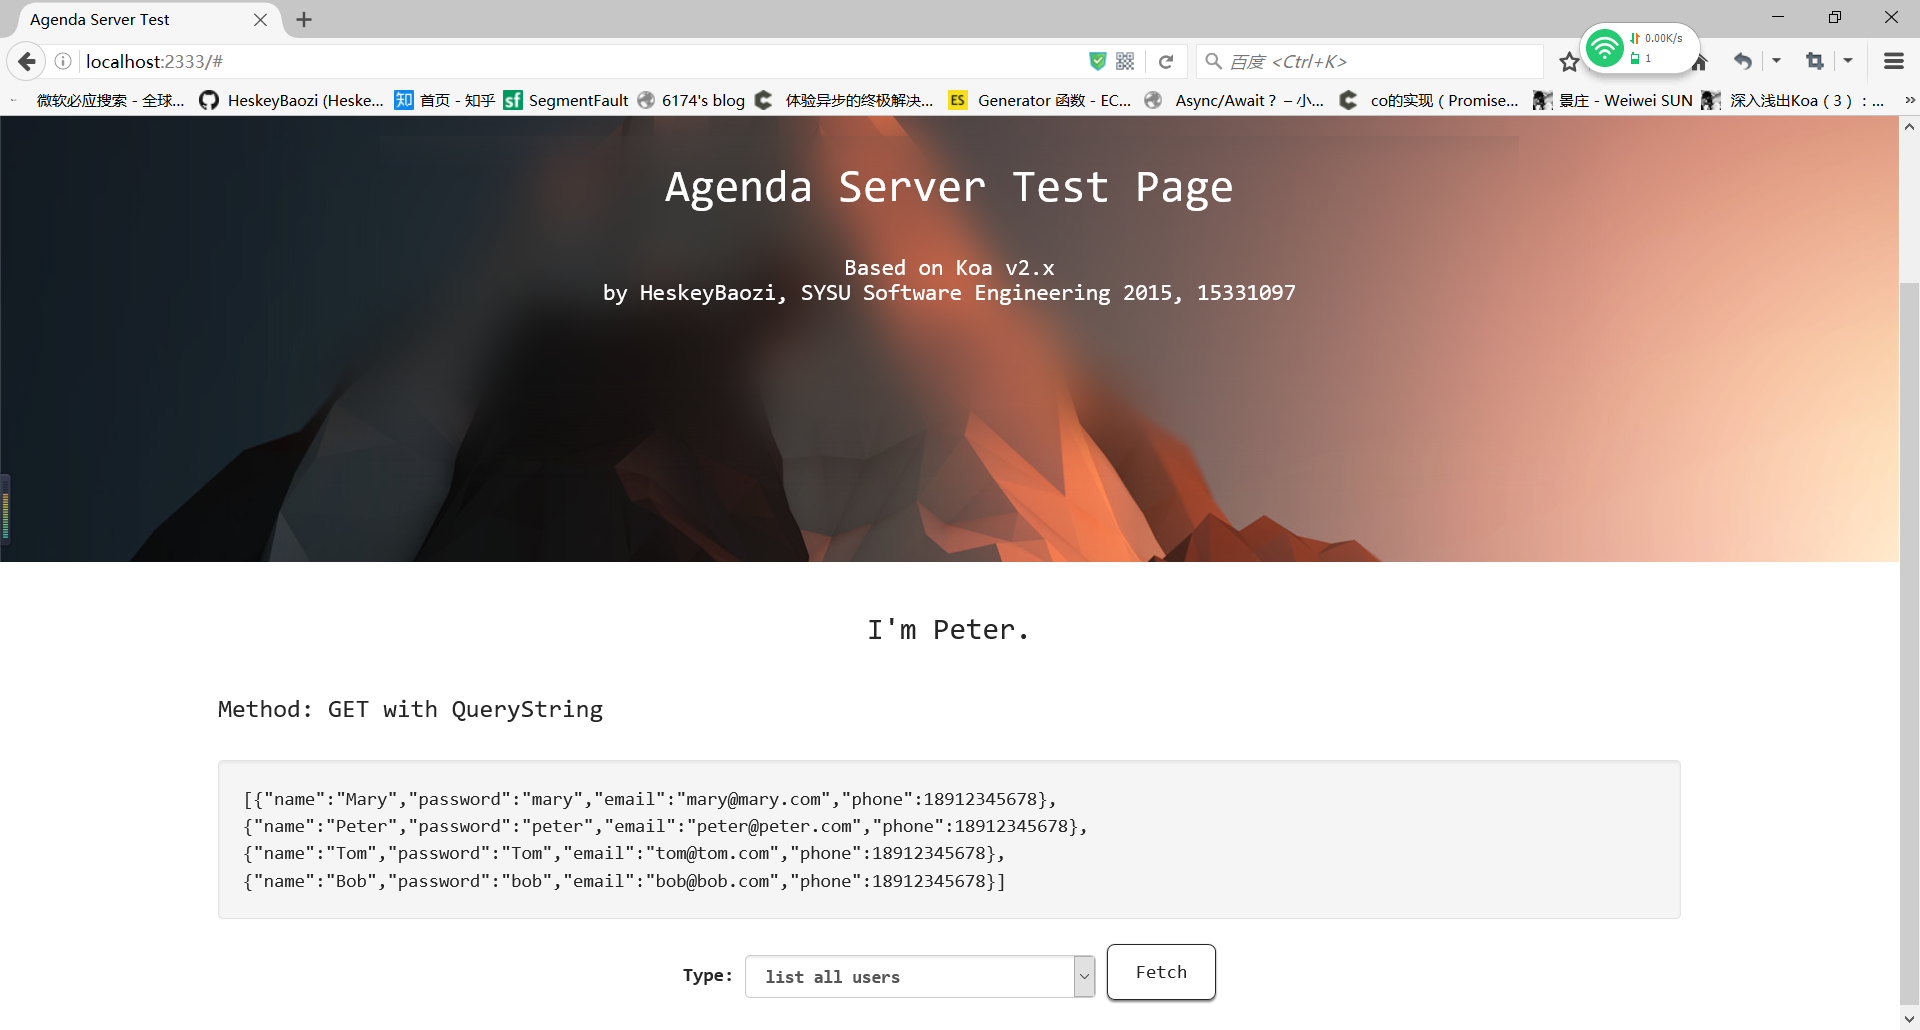 Agenda Server Test
localhost:2333/#
百度 <Ctrl+K>
0.00K/s
1
微软必应搜索 - 全球...
HeskeyBaozi (Heske...
知 首页 - 知乎
sf SegmentFault
6174's blog
体验异步的终极解决...
ES Generator 函数 - EC...
Async/Await？ – 小...
co的实现（Promise...
景庄 - Weiwei SUN
深入浅出Koa（3）：...
Agenda Server Test Page
Based on Koa v2.x
by HeskeyBaozi, SYSU Software Engineering 2015, 15331097
I'm Peter.
Method: GET with QueryString
[{"name":"Mary","password":"mary","email":"mary@mary.com","phone":18912345678},
{"name":"Peter","password":"peter","email":"peter@peter.com","phone":18912345678},
{"name":"Tom","password":"Tom","email":"tom@tom.com","phone":18912345678},
{"name":"Bob","password":"bob","email":"bob@bob.com","phone":18912345678}]
Type: list all users Fetch